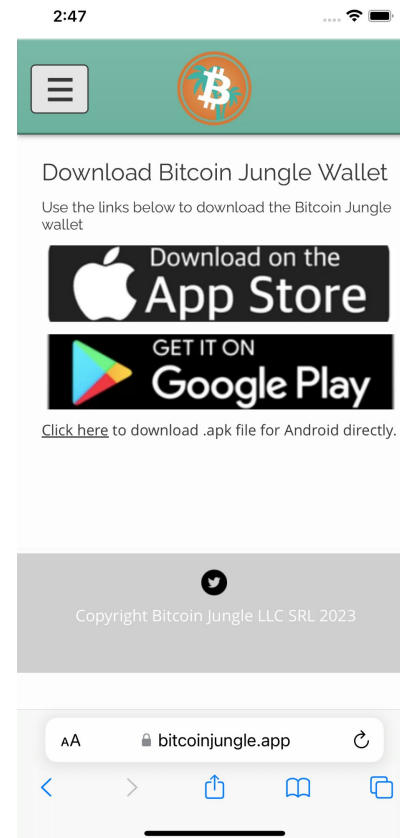 2:47
Download Bitcoin Jungle Wallet
Use the links below to download the Bitcoin Jungle
wallet
Download on the
App Store
GET IT ON
Google Play
Click here to download .apk file for Android directly.
Copyright Bitcoin Jungle LLC SRL 2023
AA bitcoinjungle.app